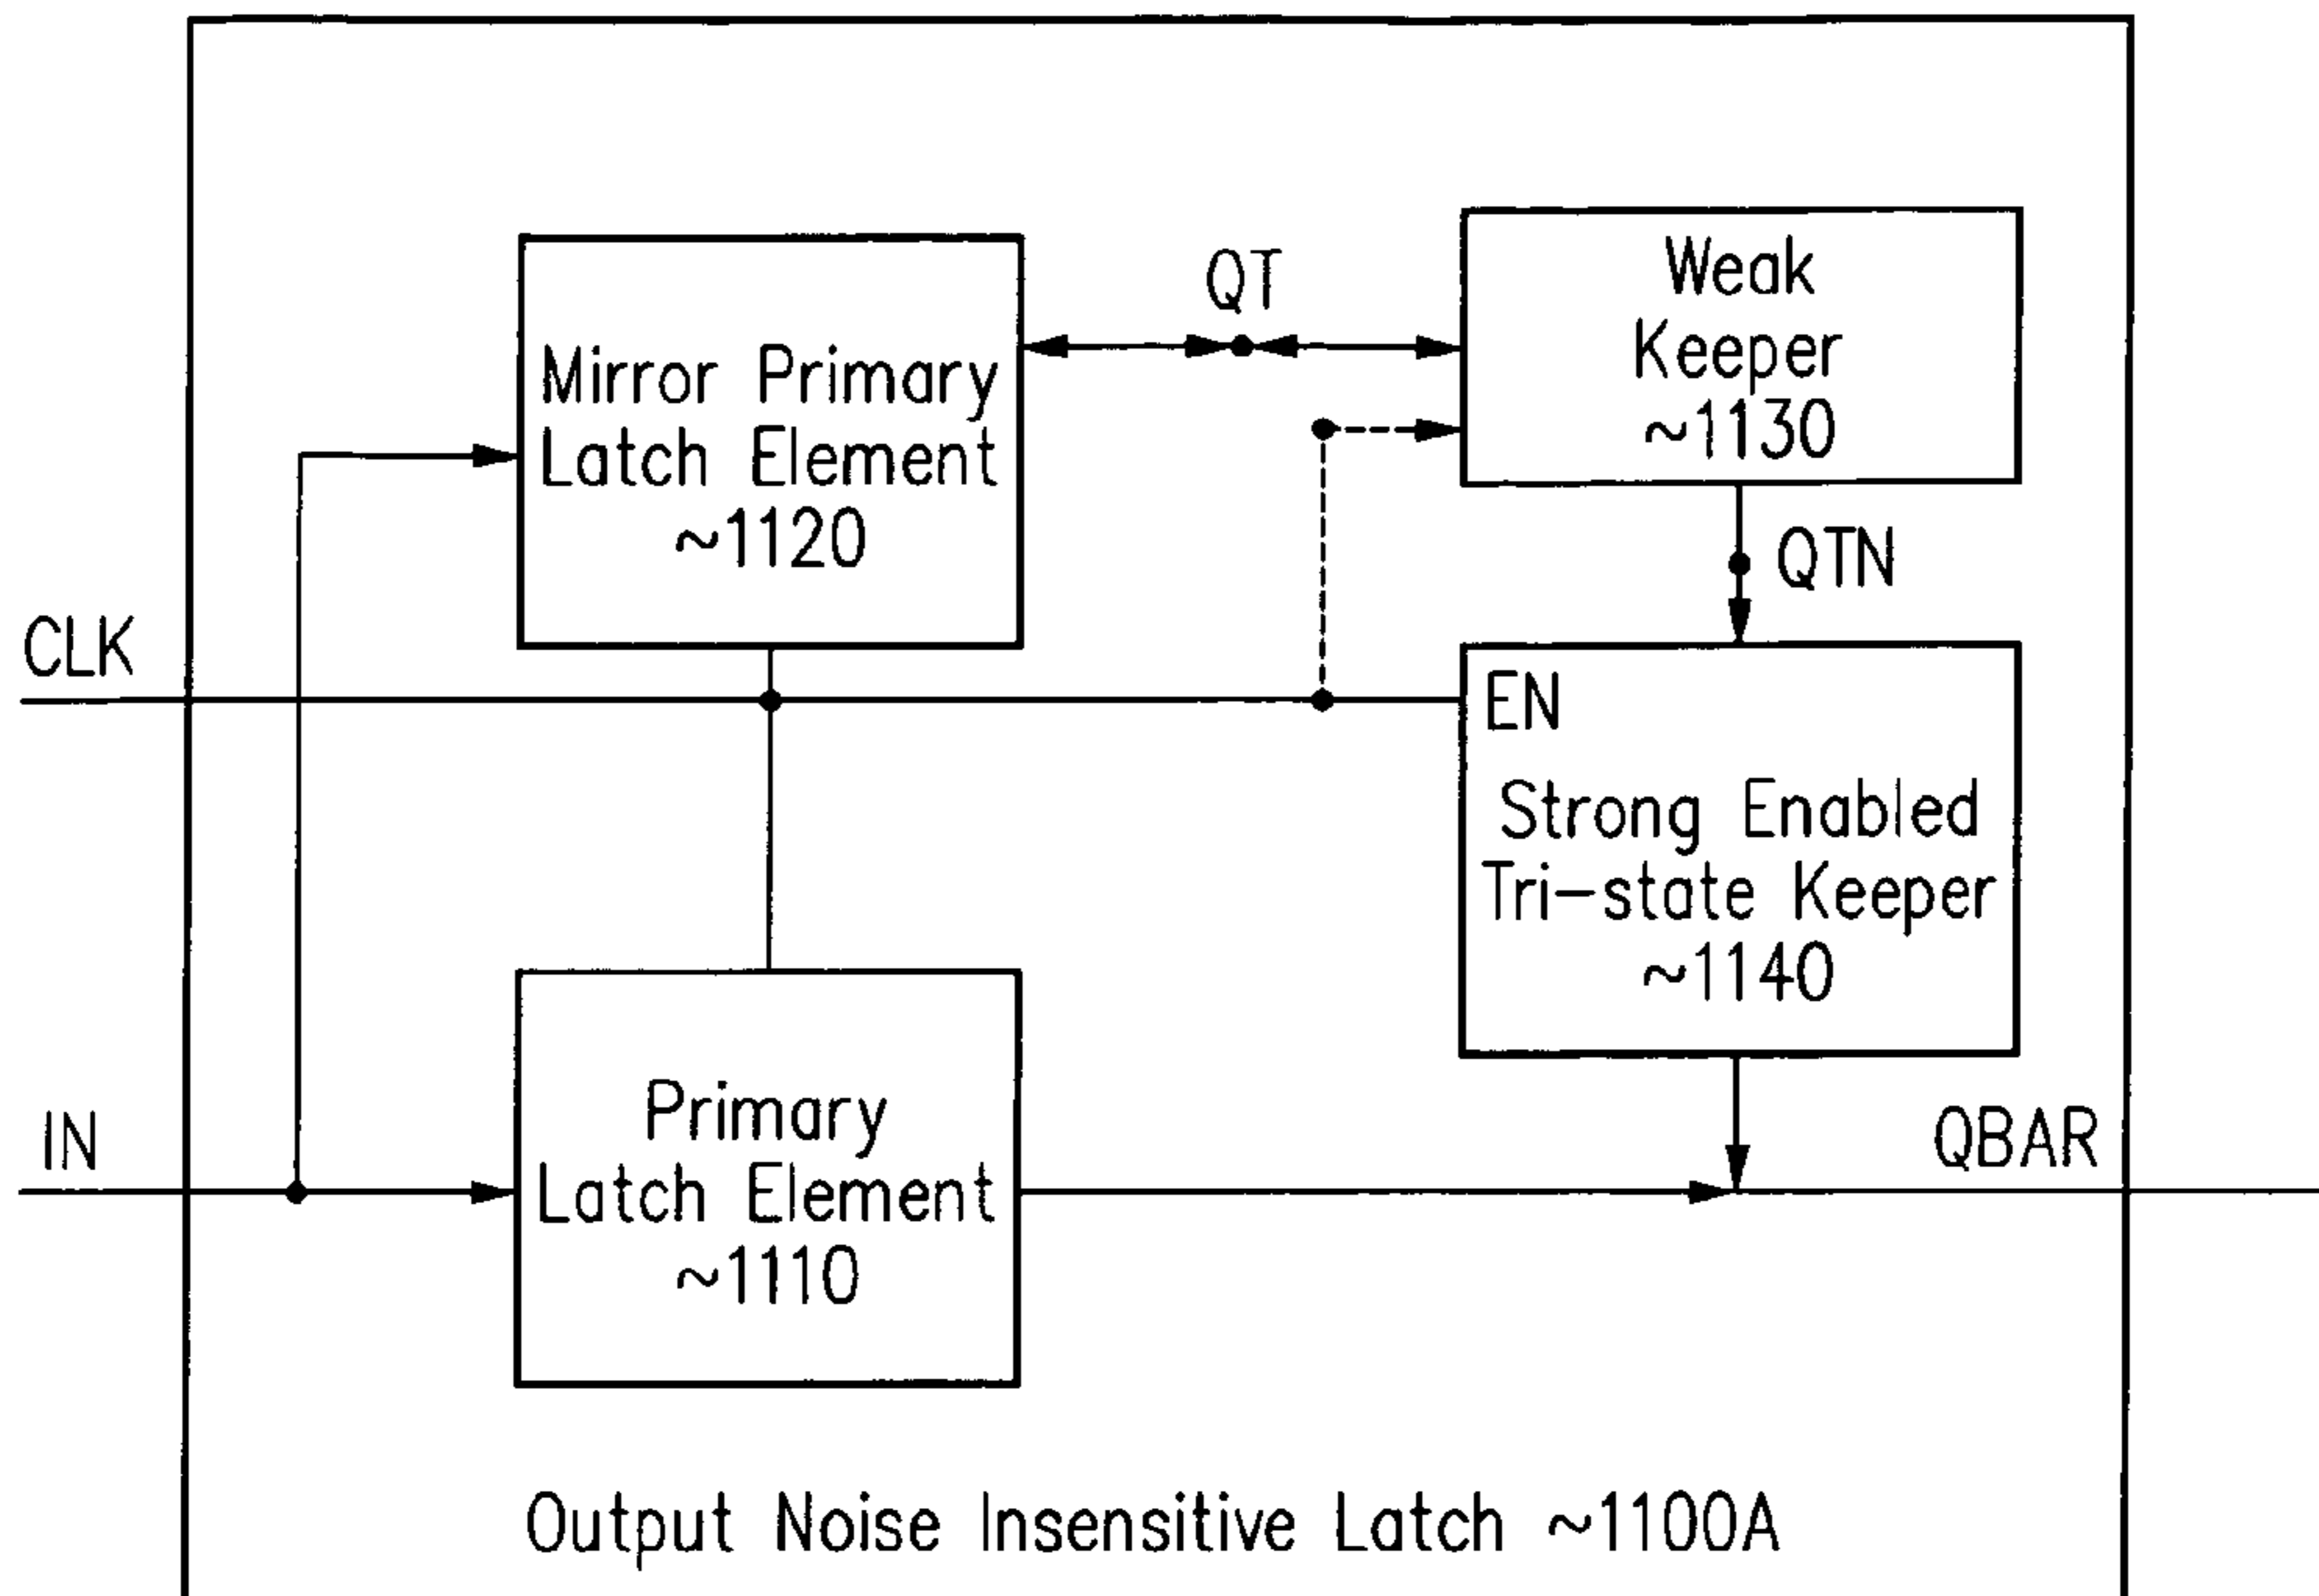 QT
Weak
Keeper
~1130
Mirror Primary
Latch Element
~1120
QTN
CLK
EN
Strong Enabled
Tri-state Keeper
~1140
IN
Primary
Latch Element
~1110
QBAR
Output Noise Insensitive Latch ~1100A